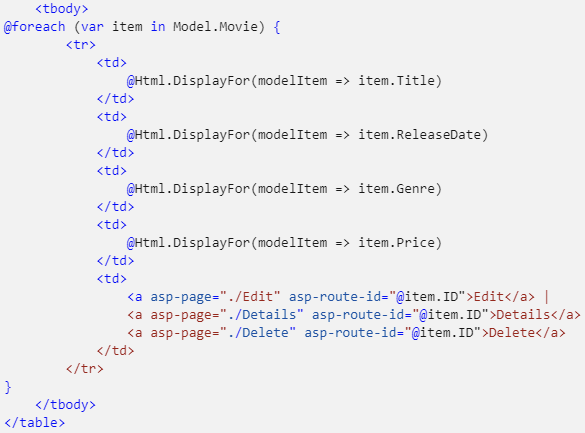 <tbody>
@foreach (var item in Model.Movie) {
        <tr>
            <td>
                @Html.DisplayFor(modelItem => item.Title)
            </td>
            <td>
                @Html.DisplayFor(modelItem => item.ReleaseDate)
            </td>
            <td>
                @Html.DisplayFor(modelItem => item.Genre)
            </td>
            <td>
                @Html.DisplayFor(modelItem => item.Price)
            </td>
            <td>
                <a asp-page="./Edit" asp-route-id="@item.ID">Edit</a> |
                <a asp-page="./Details" asp-route-id="@item.ID">Details</a>
                <a asp-page="./Delete" asp-route-id="@item.ID">Delete</a>
            </td>
        </tr>
}
    </tbody>
</table>